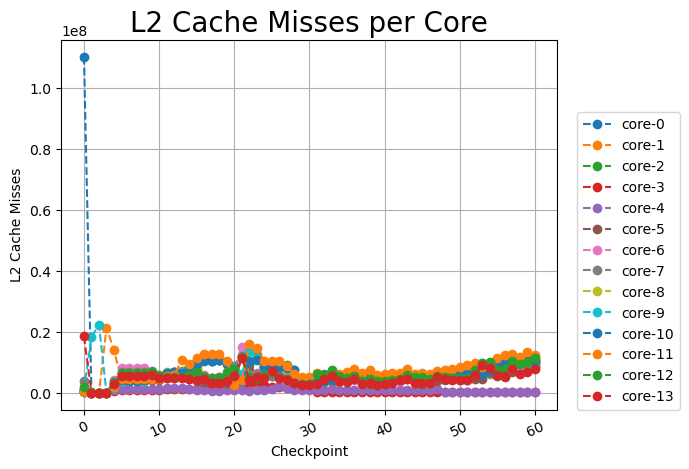 L2 Cache Misses per Core
1e8
1.0
0.8
0.6
0.4
0.2
0.0
L2 Cache Misses
0
10
20
30
40
50
60
Checkpoint
core-0
core-1
core-2
core-3
core-4
core-5
core-6
core-7
core-8
core-9
core-10
core-11
core-12
core-13